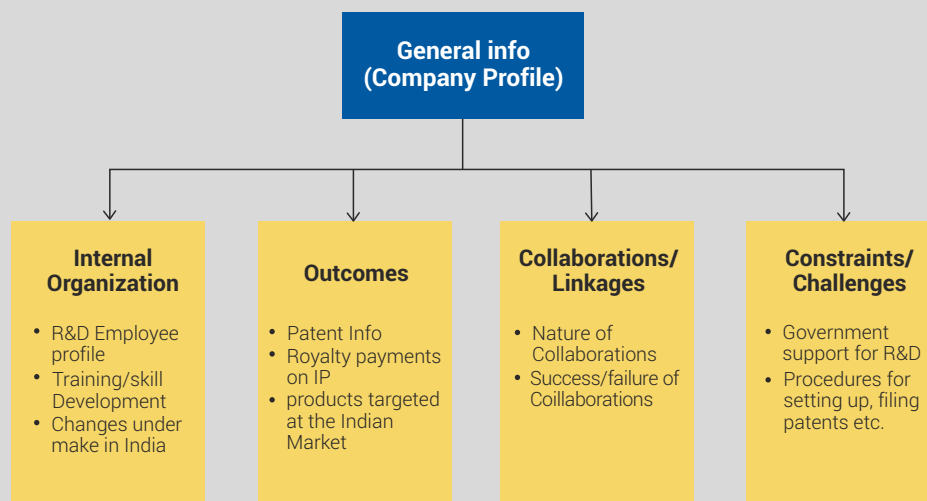 General info
(Company Profile)
Internal
Organization
• R&D Employee
profile
• Training/skill
Development
• Changes under
make in India
Outcomes
• Patent Info
• Royalty payments
on IP
• products targeted
at the Indian
Market
Collaborations/
Linkages
• Nature of
Collaborations
• Success/failure of
Coillaborations
Constraints/
Challenges
• Government
support for R&D
• Procedures for
setting up, filing
patents etc.